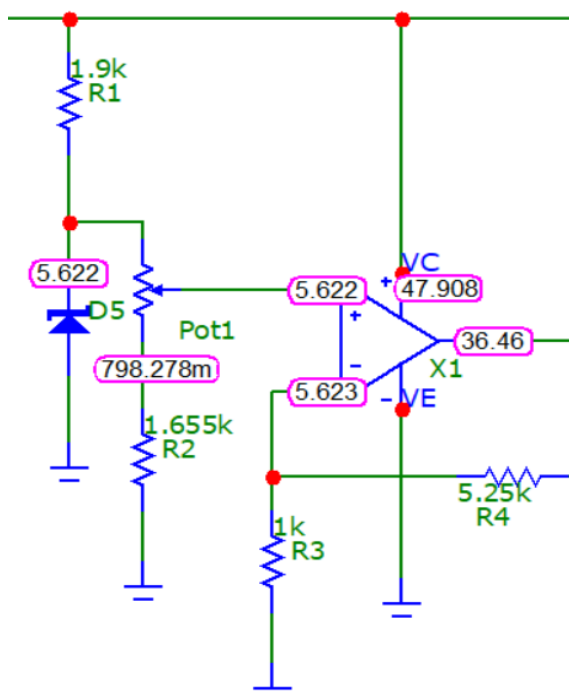 1.9k
R1
5.622
D5
Pot1
798.278m
1.655k
R2
5.622
5.623
VC
47.908
36.46
X1
VE
5.25k
R4
1k
R3